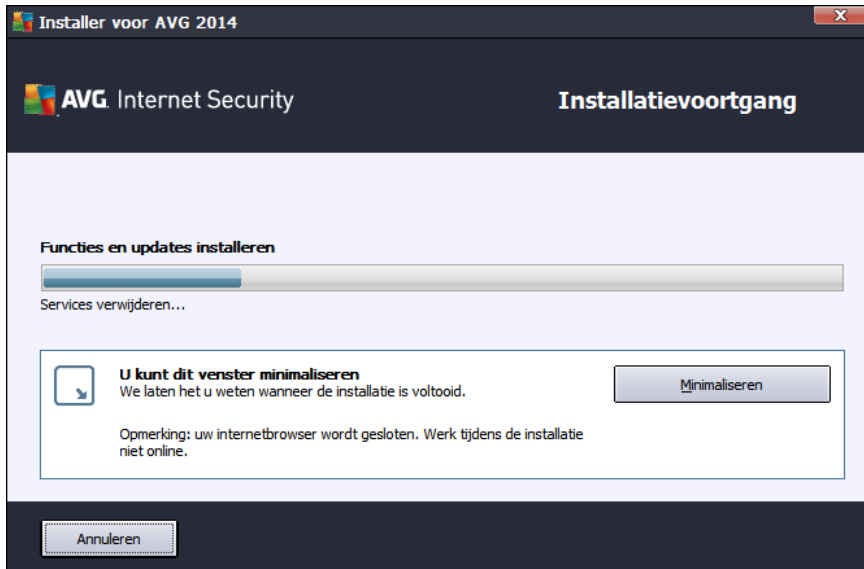 Installer voor AVG 2014
X
AVG. Internet Security
Installatievoortgang
Functies en updates installeren
Services verwijderen...
U kunt dit venster minimaliseren
We laten het u weten wanneer de installatie is voltooid.
Minimaliseren
Opmerking: uw internetbrowser wordt gesloten. Werk tijdens de installatie
niet online.
Annuleren